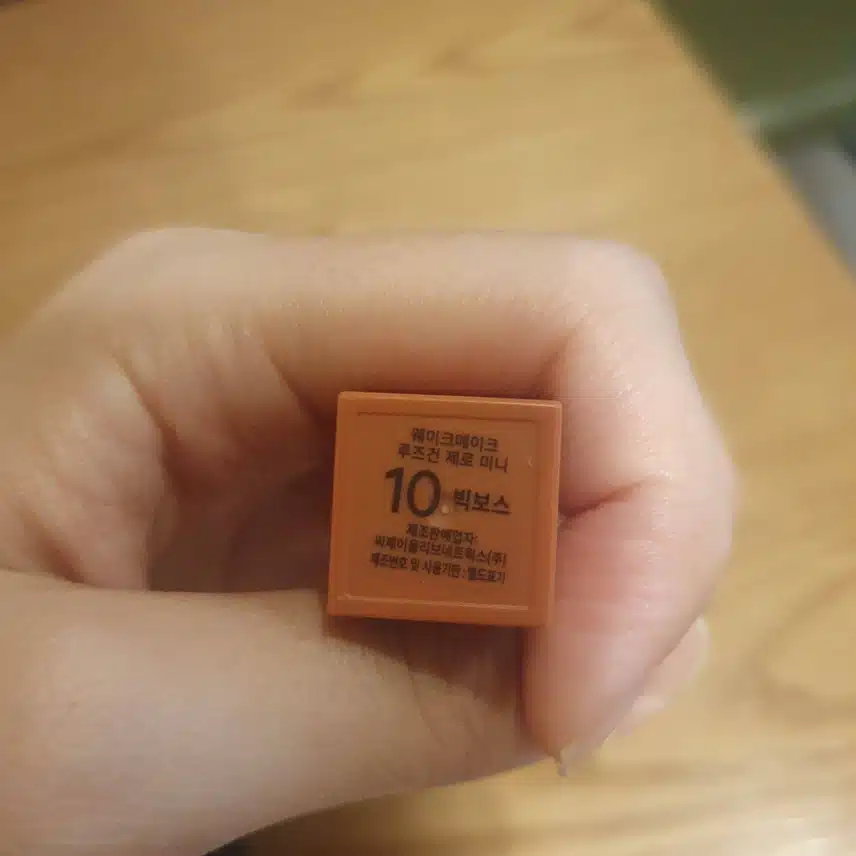 웨이크메이크
루즈건 제로 미니
10 빅보스
제조판매업자:
씨제이올리브네트웍스(주)
제조번호 및 사용기한 : 별도표기